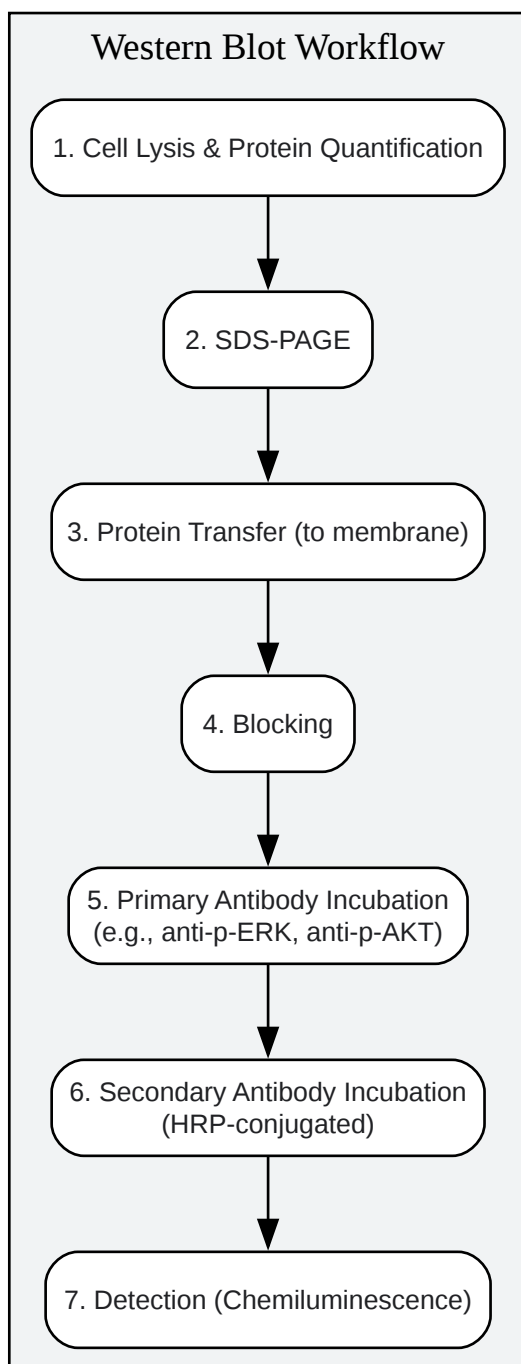 Western Blot Workflow
1. Cell Lysis & Protein Quantification
2. SDS-PAGE
3. Protein Transfer (to membrane)
4. Blocking
5. Primary Antibody Incubation
(e.g., anti-p-ERK, anti-p-AKT)
6. Secondary Antibody Incubation
(HRP-conjugated)
7. Detection (Chemiluminescence)